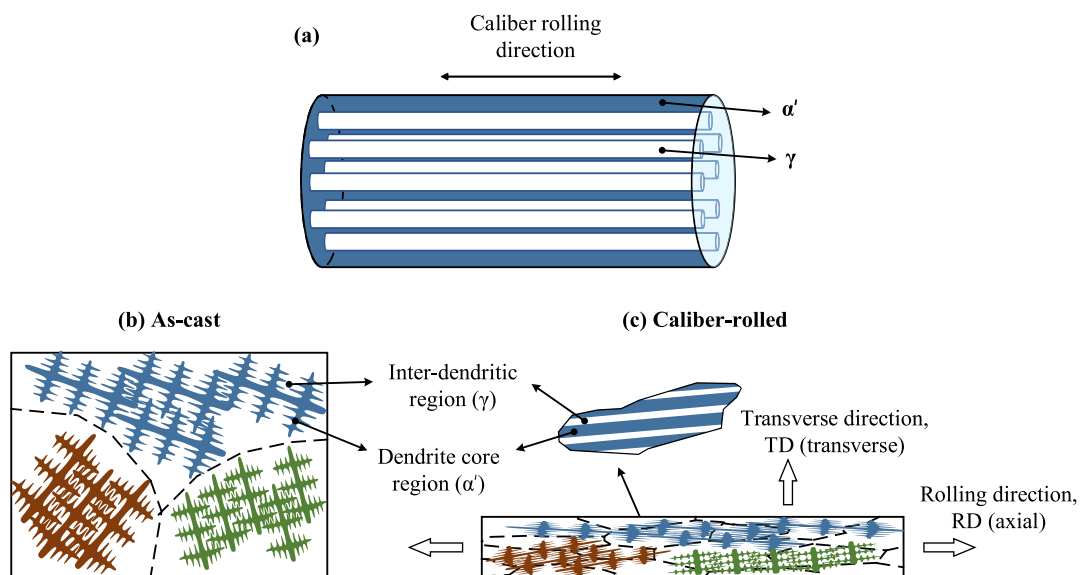 (a)
Caliber rolling
direction
α'
γ
(b) As-cast
(c) Caliber-rolled
Inter-dendritic
region (γ)
Dendrite core
region (α')
Transverse direction,
TD (transverse)
Rolling direction,
RD (axial)